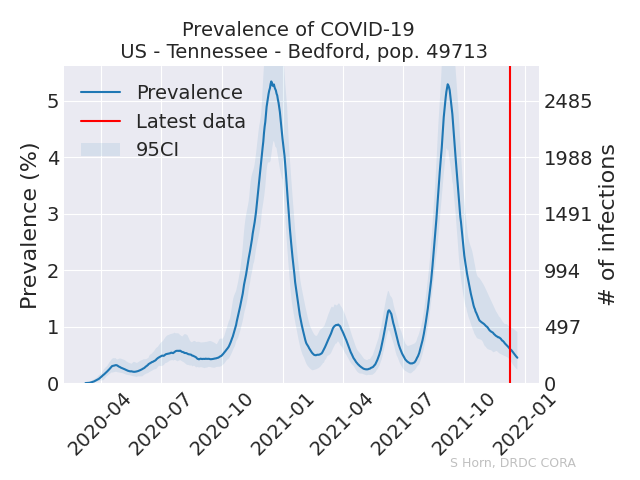 Prevalence of COVID-19
US - Tennessee - Bedford, pop. 49713
Prevalence
Latest data
95CI
Prevalence (%)
5
4
3
2
1
0
2485
1988
1491
994
497
0
# of infections
2020-04
2020-07
2020-10
2021-01
2021-04
2021-07
2021-10
2022-01
S Horn, DRDC CORA